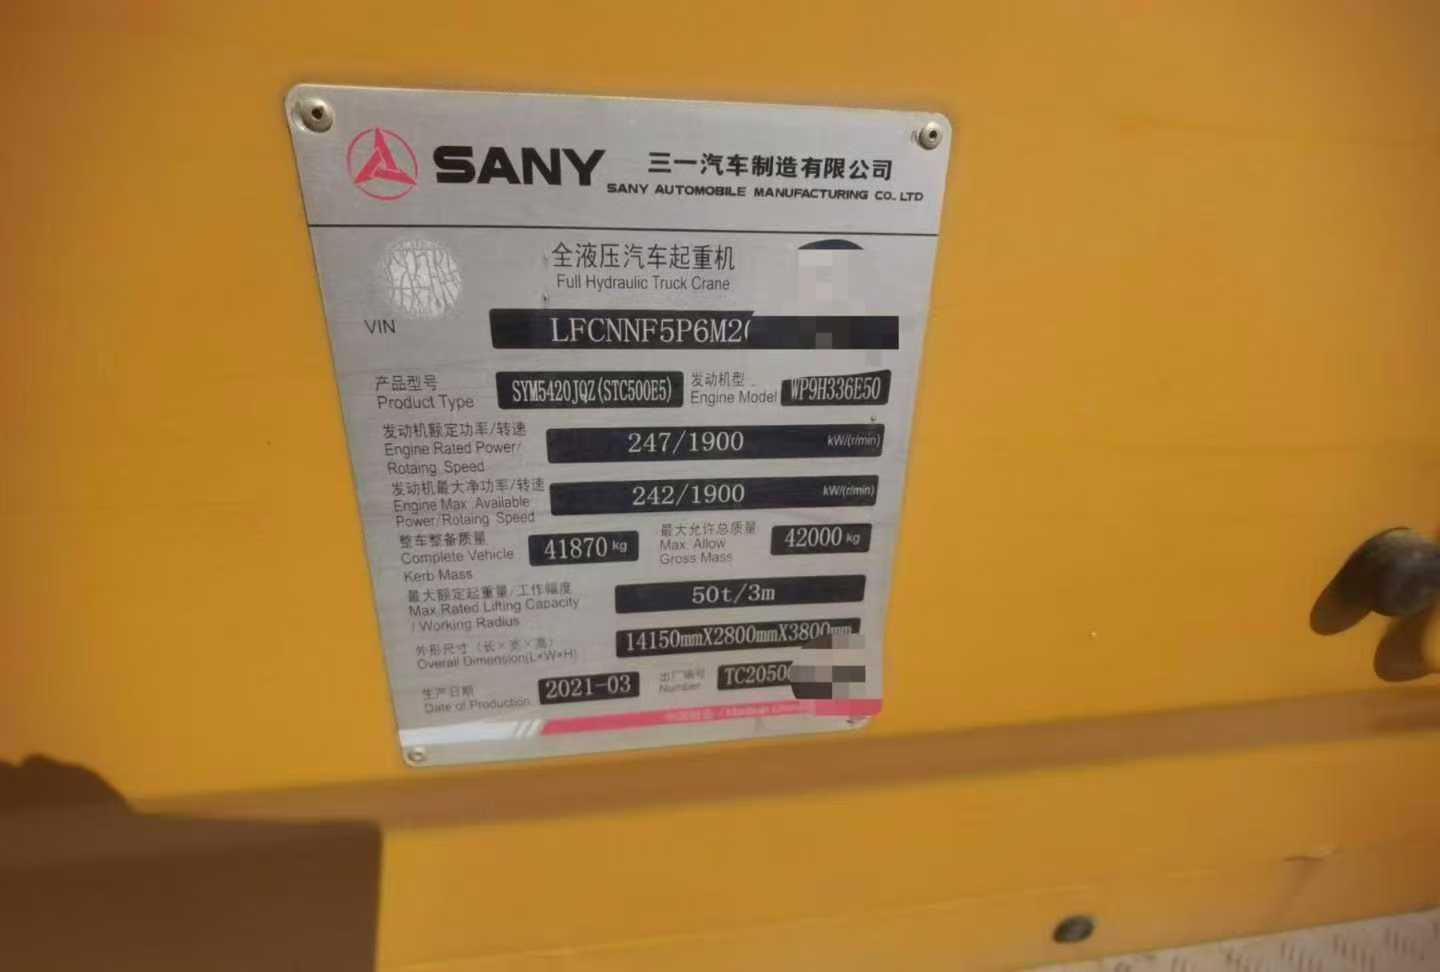 SANY 三一汽车制造有限公司
SANY AUTOMOBILE MANUFACTURING CO., LTD
全液压汽车起重机
Full Hydraulic Truck Crane
VIN LFCNNF5P6M2
产品型号 SYM5420JQZ(STC500E5) 发动机型 WP9H336E50
Product Type Engine Model
发动机额定功率/转速 247/1900 kW/(r/min)
Engine Rated Power/
Rotaing Speed
发动机最大净功率/转速 242/1900 kW/(r/min)
Engine Max .Available
Power/Rotaing Speed
整车整备质量 41870 kg 最大允许总质量 42000 kg
Complete Vehicle Max. Allow
Kerb Mass Gross Mass
最大额定起重量/工作幅度 50t/3m
Max.Rated Lifting Capacity
/ Working Radius
外形尺寸（长×宽×高） 14150mmX2800mmX3800mm
Overall Dimension(L×W×H)
生产日期 2021-03 出厂编号 TC2050
Date of Production Number